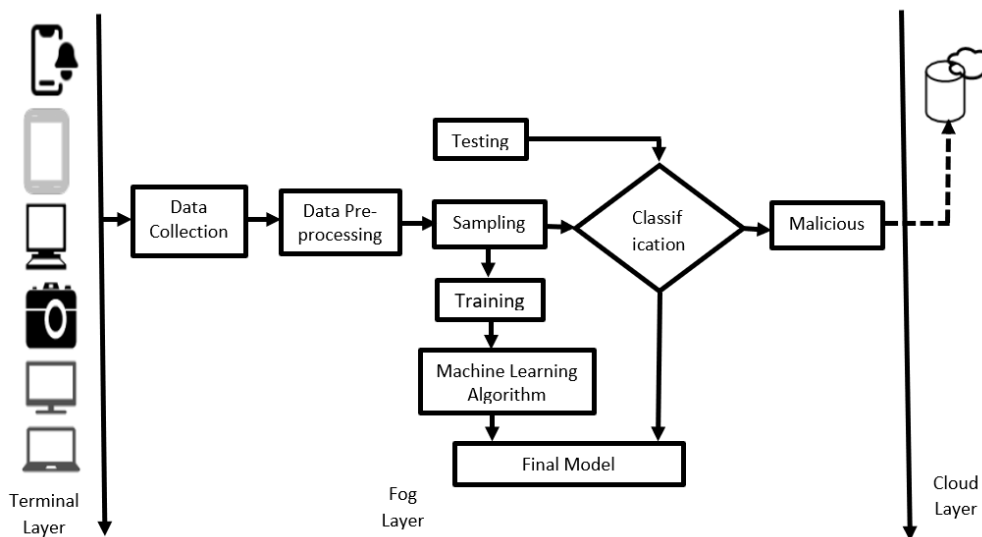 Testing
Data
Collection
Data Pre-
processing
Sampling
Classif
ication
Malicious
Training
Machine Learning
Algorithm
Final Model
Terminal
Layer
Fog
Layer
Cloud
Layer